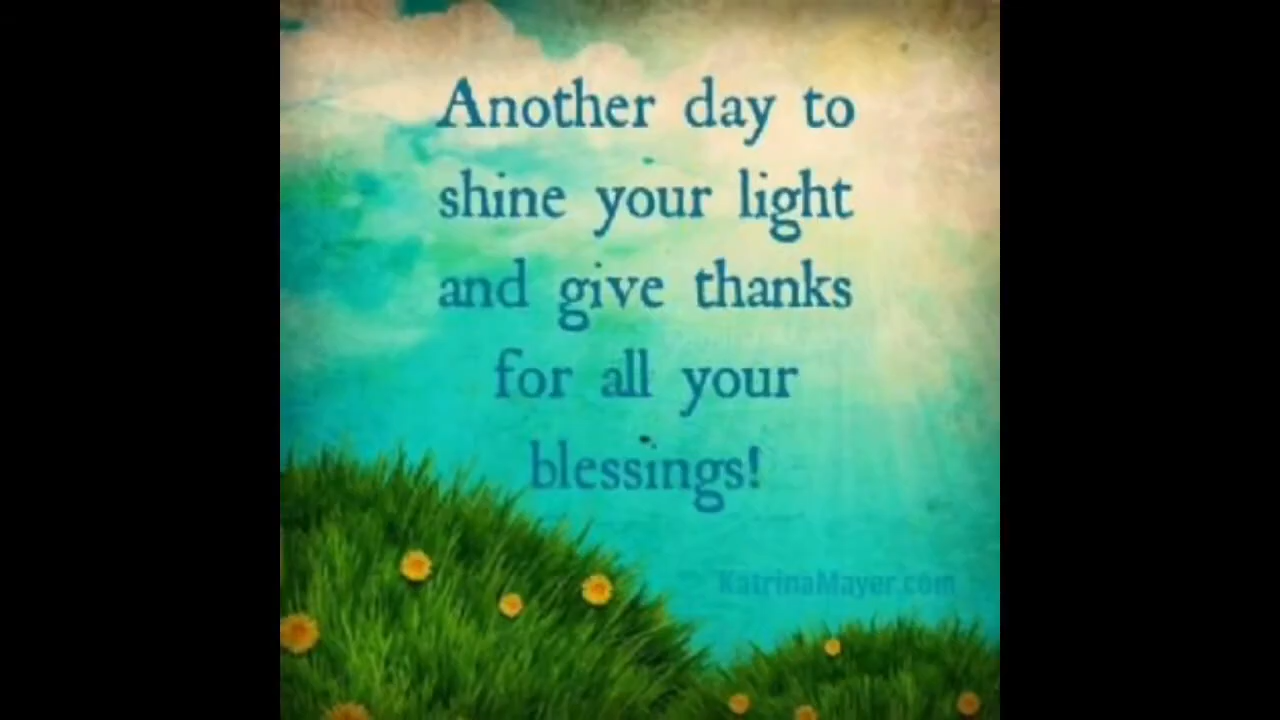 Another day to
shine your light
and give thanks
for all your
blessings!
KatrinaMayer.com